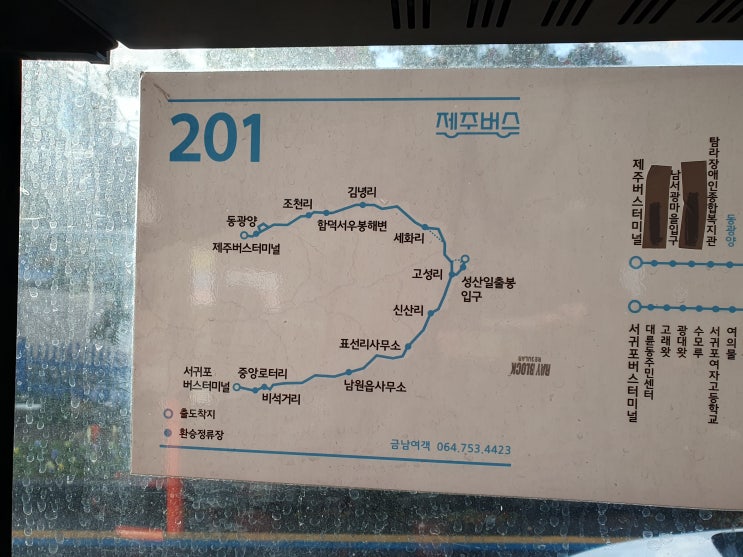 201
제주버스
김녕리
조천리
동광양
함덕서우봉해변
제주버스터미널
세화리
고성리
성산일출봉
입구
신산리
표선리사무소
서귀포
버스터미널
중앙로터리
남원읍사무소
비석거리
출도착지
환승정류장
금남여객 064.753.4423
RAY BLOCK
REGULAR
제주버스터미널
남서광마을입구
탐라장애인종합복지관
동광양
서귀포버스터미널
대륜동주민센터
고래왓
광대왓
수모루
서귀포여자고등학교
여의물